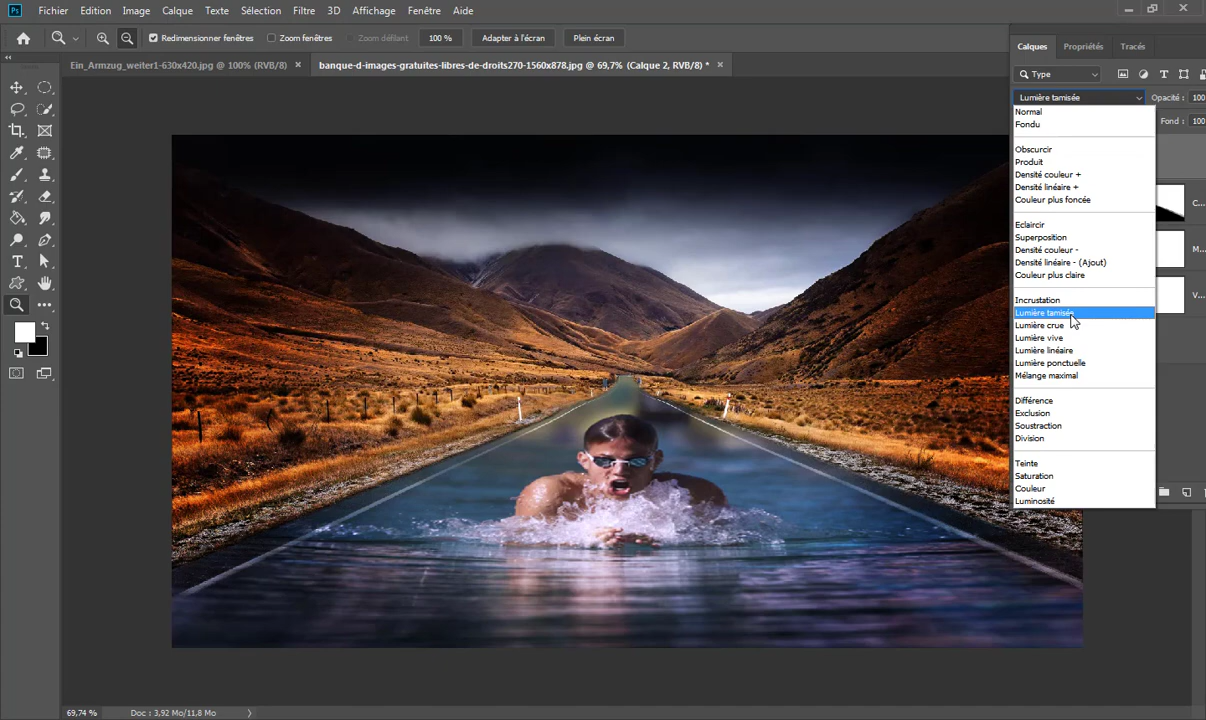 Ps Fichier Edition Image Calque Texte Sélection Filtre 3D Affichage Fenêtre Aide
Redimensionner fenêtres Zoom fenêtres Zoom défilant 100 % Adapter à l'écran Plein écran
Ein_Armzug_weiter1-630x420.jpg @ 100% (RVB/8) × banque-d-images-gratuites-libres-de-droits270-1560x878.jpg @ 69,7% (Calque 2, RVB/8) * ×
Calques Propriétés Tracés
Type
Lumière tamisée Opacité : 100
Fond : 100
Normal
Fondu
Obscurcir
Produit
Densité couleur +
Densité linéaire +
Couleur plus foncée
C...
Eclaircir
Superposition
Densité couleur -
M...
Densité linéaire - (Ajout)
Couleur plus claire
V...
Incrustation
Lumière tamisée
Lumière crue
Lumière vive
Lumière linéaire
Lumière ponctuelle
Mélange maximal
Différence
Exclusion
Soustraction
Division
Teinte
Saturation
Couleur
Luminosité
69,74 % Doc : 3,92 Mo/11,8 Mo